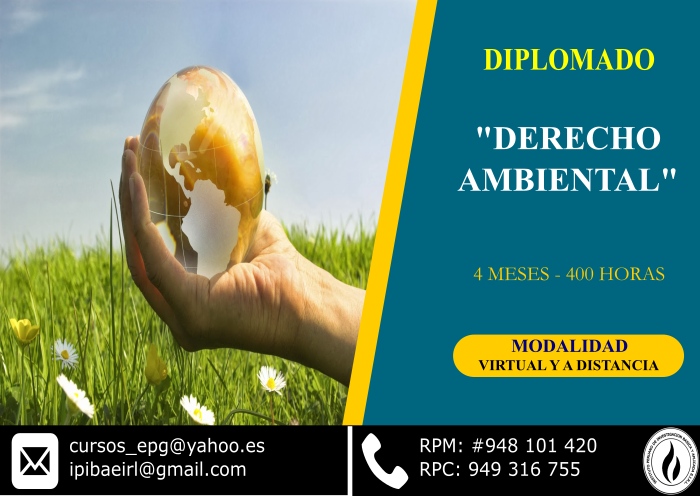 DIPLOMADO
"DERECHO
AMBIENTAL"
4 MESES - 400 HORAS
MODALIDAD
VIRTUAL Y A DISTANCIA
cursos_epg@yahoo.es
ipibaeirl@gmail.com
RPM: #948 101 420
RPC: 949 316 755